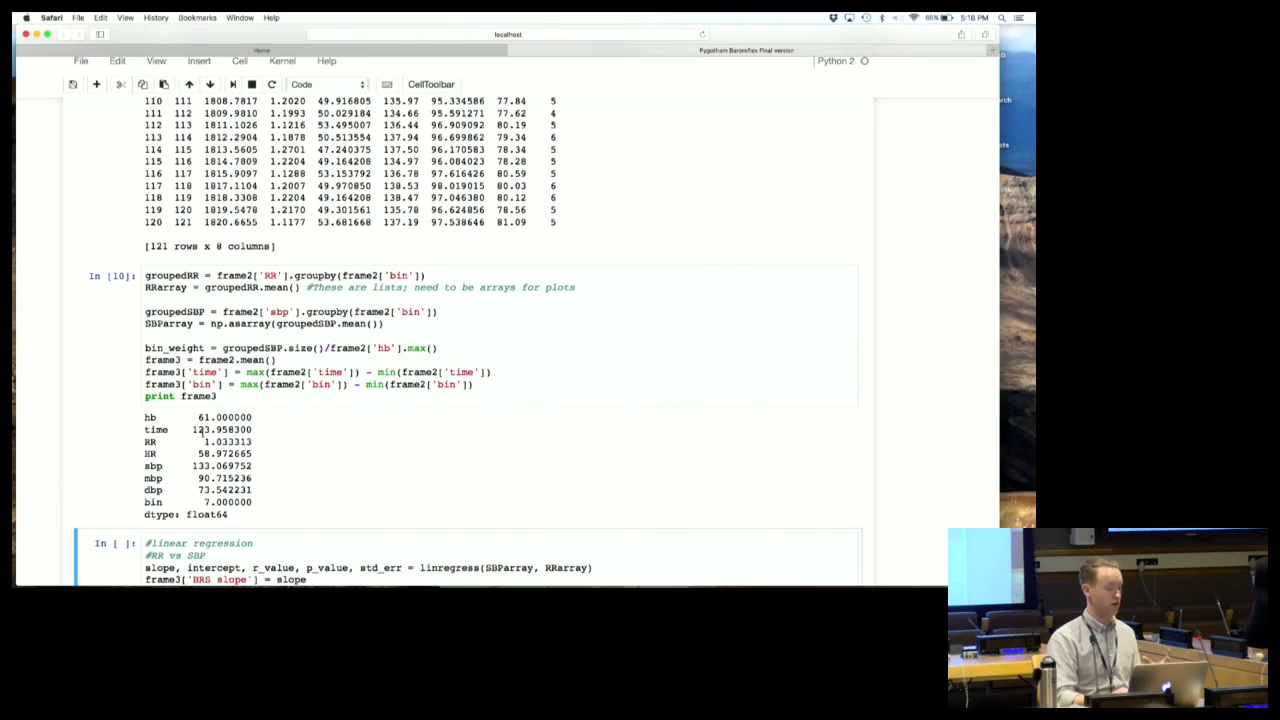 Safari File Edit View History Bookmarks Window Help 65% 5:16 PM
localhost
Home Pygotham Baroreflex Final version
File Edit View Insert Cell Kernel Help Python 2
Code CellToolbar
110 111 1808.7817 1.2020 49.916805 135.97 95.334586 77.84 5
111 112 1809.9810 1.1993 50.029184 134.66 95.591271 77.62 4
112 113 1811.1026 1.1216 53.495007 136.44 96.909092 80.19 5
113 114 1812.2904 1.1878 50.513554 137.94 96.699862 79.34 6
114 115 1813.5605 1.2701 47.240375 137.50 96.170583 78.34 5
115 116 1814.7809 1.2204 49.164208 134.97 96.084023 78.28 5
116 117 1815.9097 1.1288 53.153792 136.78 97.616426 80.59 5
117 118 1817.1104 1.2007 49.970850 138.53 98.019015 80.03 6
118 119 1818.3308 1.2204 49.164208 138.47 97.046380 80.12 6
119 120 1819.5478 1.2170 49.301561 135.78 96.624856 78.56 5
120 121 1820.6655 1.1177 53.681668 137.19 97.538646 81.09 5
[121 rows x 8 columns]
In [10]: groupedRR = frame2['RR'].groupby(frame2['bin'])
RRarray = groupedRR.mean() #These are lists; need to be arrays for plots
groupedSBP = frame2['sbp'].groupby(frame2['bin'])
SBParray = np.asarray(groupedSBP.mean())
bin_weight = groupedSBP.size()/frame2['hb'].max()
frame3 = frame2.mean()
frame3['time'] = max(frame2['time']) - min(frame2['time'])
frame3['bin'] = max(frame2['bin']) - min(frame2['bin'])
print frame3
hb 61.000000
time 123.958300
RR 1.033313
HR 58.972665
sbp 133.069752
mbp 90.715236
dbp 73.542231
bin 7.000000
dtype: float64
In [ ]: #linear regression
#RR vs SBP
slope, intercept, r_value, p_value, std_err = linregress(SBParray, RRarray)
frame3['BRS slope'] = slope